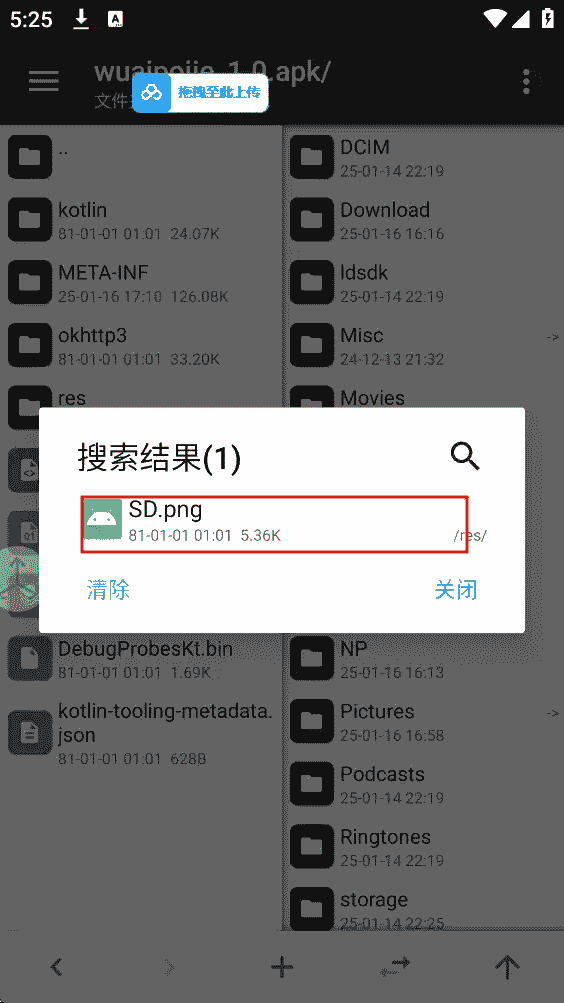 5:25
A
wuaipojie_1.0.apk/
拖拽至此上传
..
kotlin
81-01-01 01:01 24.07K
META-INF
25-01-16 17:10 126.08K
okhttp3
81-01-01 01:01 33.20K
res
DCIM
25-01-14 22:19
Download
25-01-16 16:16
ldsdk
25-01-14 22:19
Misc
->
24-12-13 21:32
Movies
搜索结果(1)
SD.png
81-01-01 01:01 5.36K
/res/
清除
关闭
DebugProbesKt.bin
81-01-01 01:01 1.69K
kotlin-tooling-metadata.
json
81-01-01 01:01 628B
NP
25-01-16 16:13
Pictures
->
25-01-16 16:58
Podcasts
25-01-14 22:19
Ringtones
25-01-14 22:19
storage
25-01-14 22:25